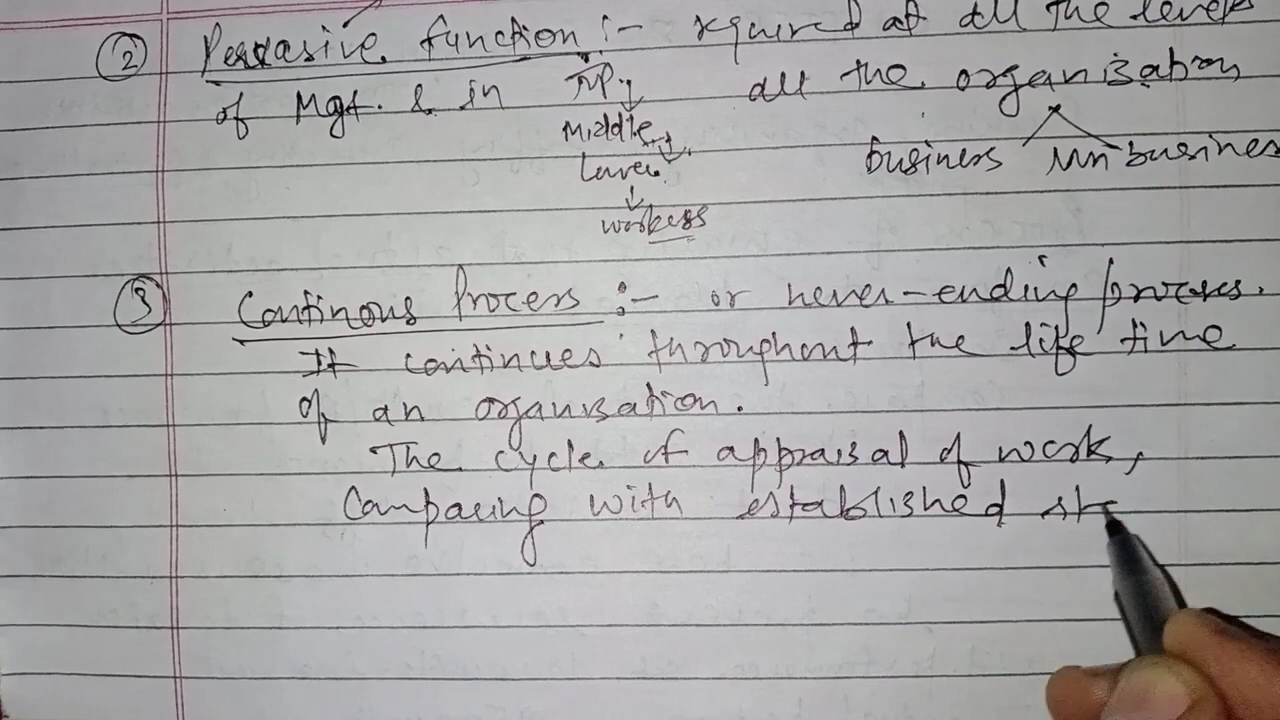 ② Pervasive function :- required at all the levels
of Mgt. & in all the organisation
Top
Middle
Lower
workers
business Non business
③ Continous Process :- or never-ending process.
It continues throughout the life time
of an organisation.
The cycle of appraisal of work,
Comparing with established st